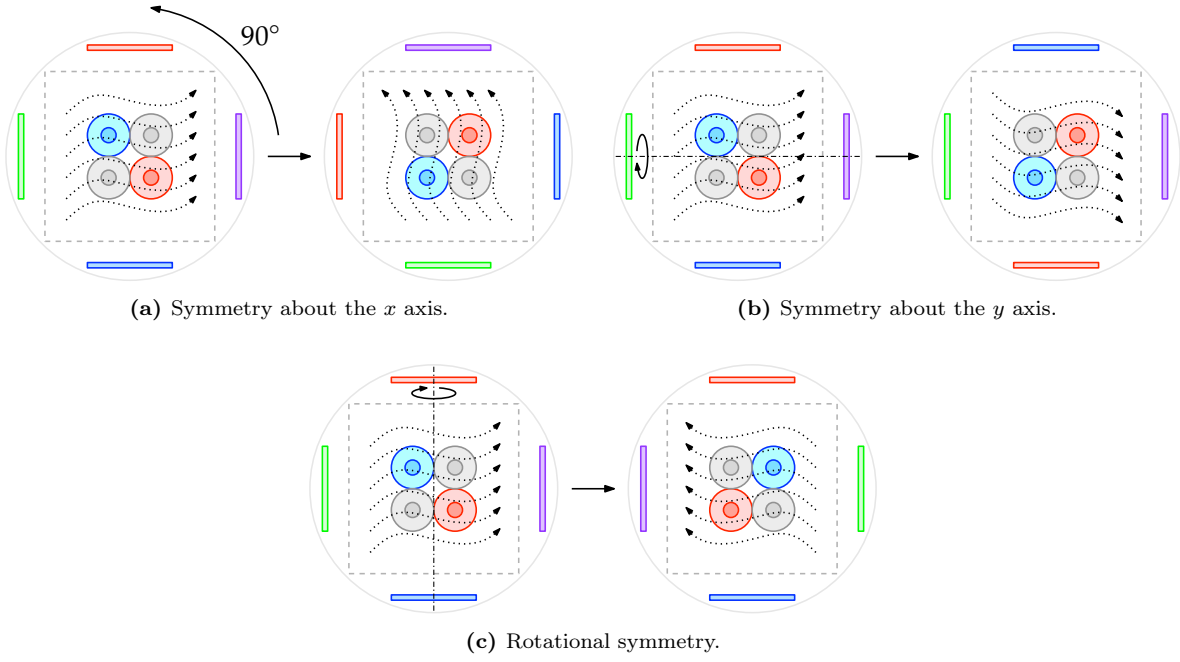 90°
(a) Symmetry about the x axis.
(b) Symmetry about the y axis.
(c) Rotational symmetry.